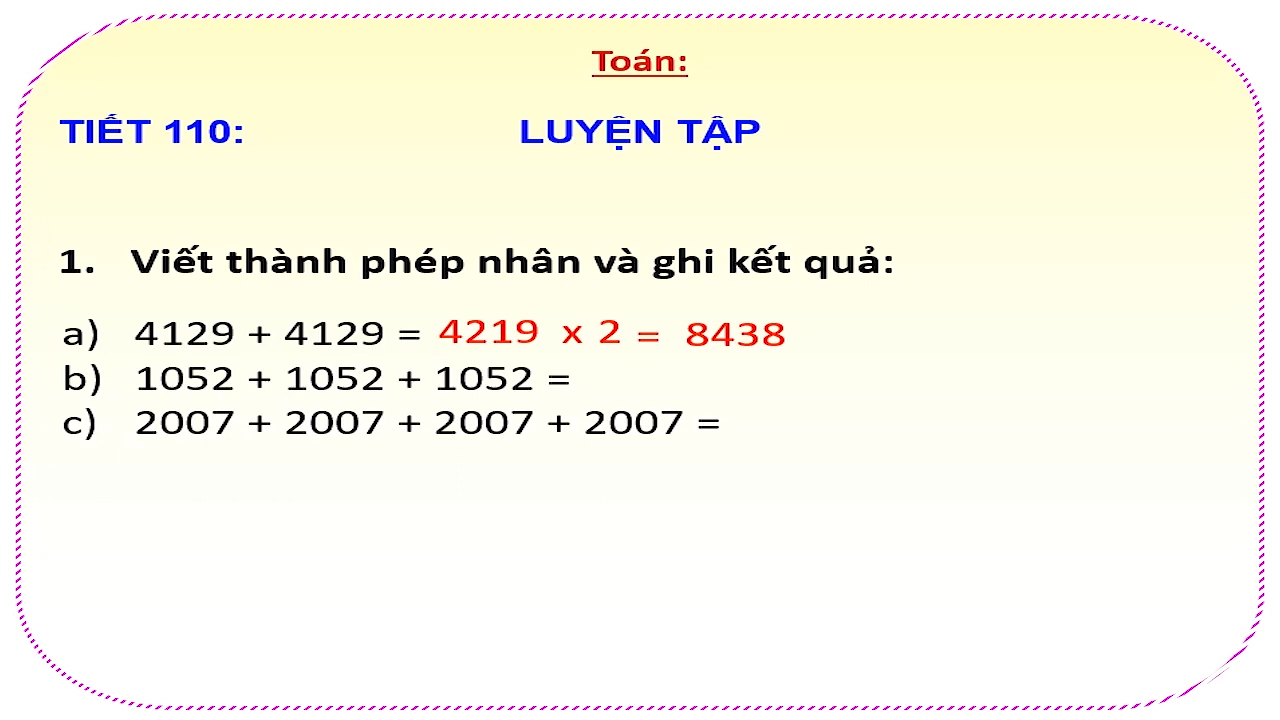 Toán:
TIẾT 110: LUYỆN TẬP
1. Viết thành phép nhân và ghi kết quả:
a) 4129 + 4129 = 4219 x 2 = 8438
b) 1052 + 1052 + 1052 =
c) 2007 + 2007 + 2007 + 2007 =